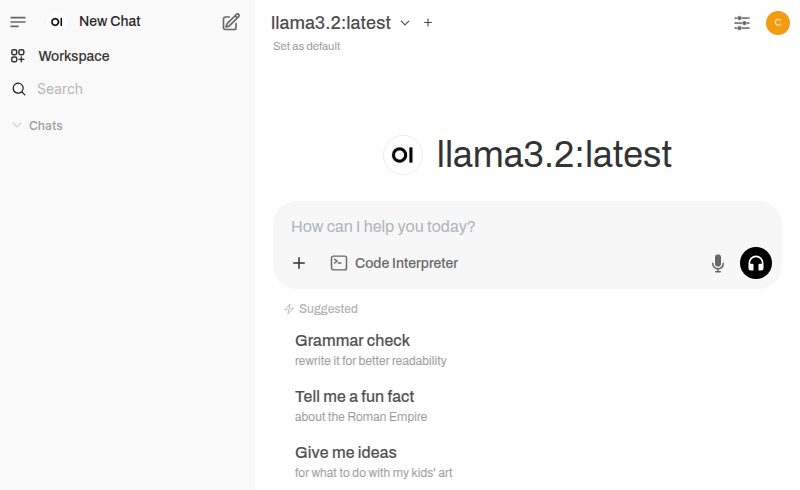 OI New Chat
Workspace
Search
Chats
llama3.2:latest
Set as default
C
OI llama3.2:latest
How can I help you today?
Code Interpreter
Suggested
Grammar check
rewrite it for better readability
Tell me a fun fact
about the Roman Empire
Give me ideas
for what to do with my kids' art